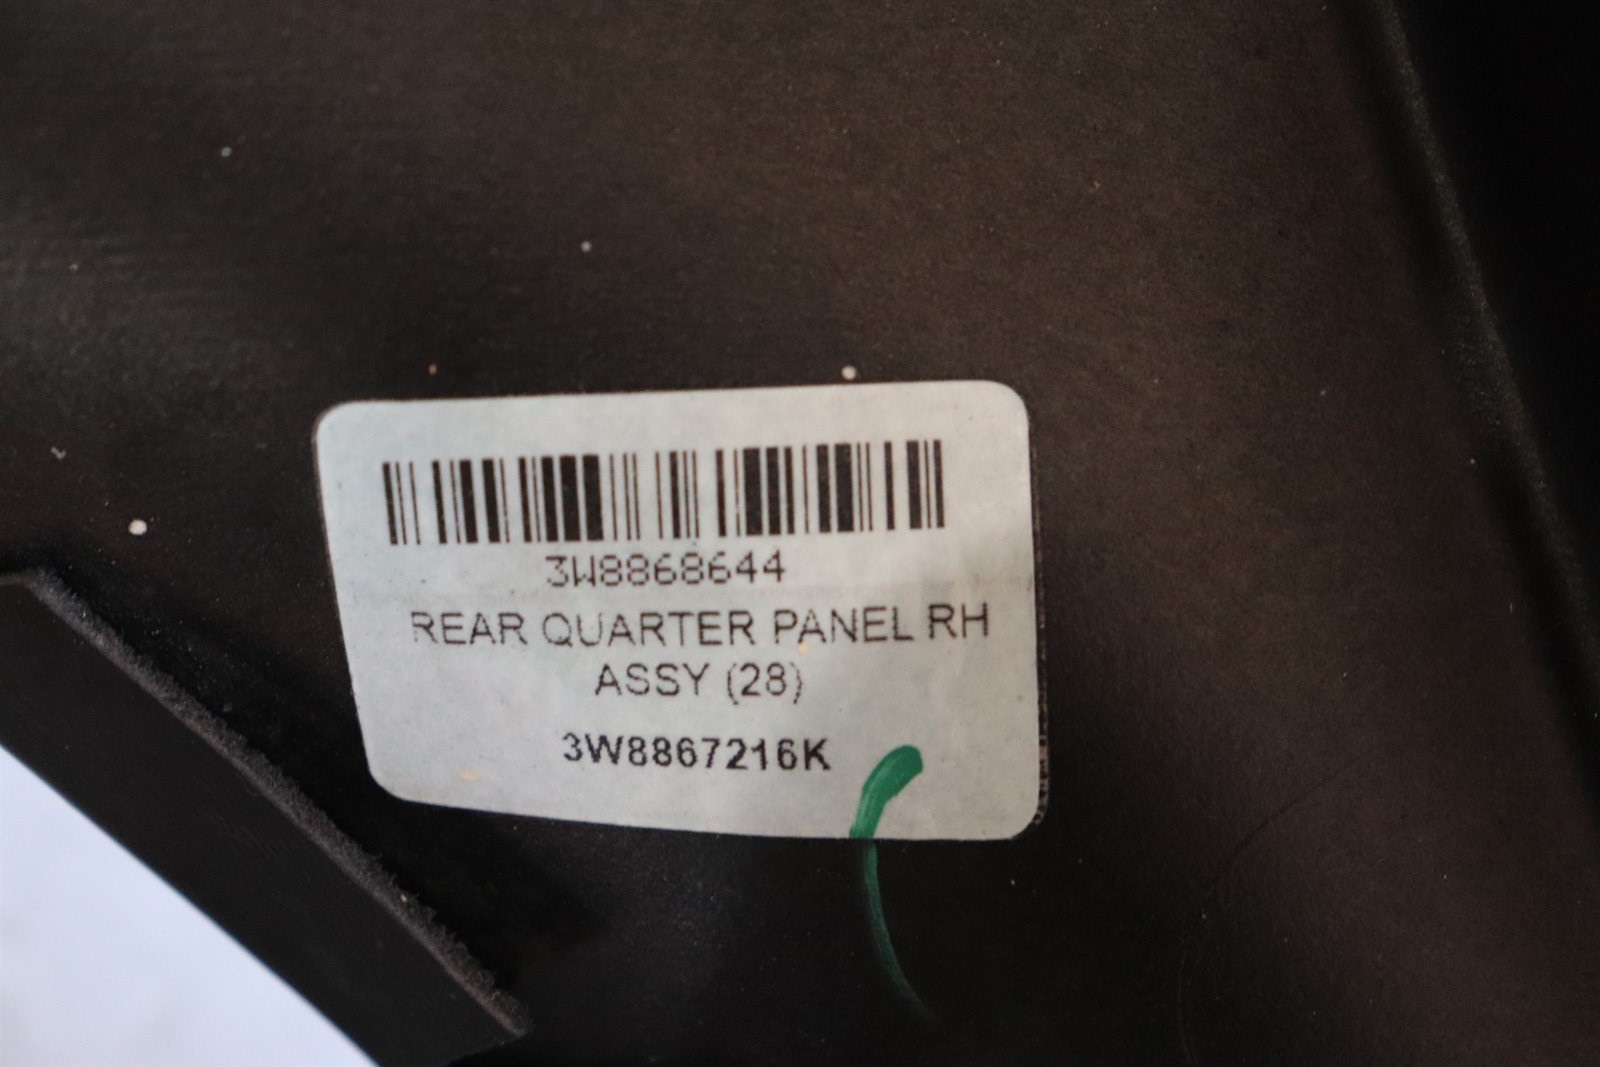 3W8868644
REAR QUARTER PANEL RH
ASSY (28)
3W8867216K